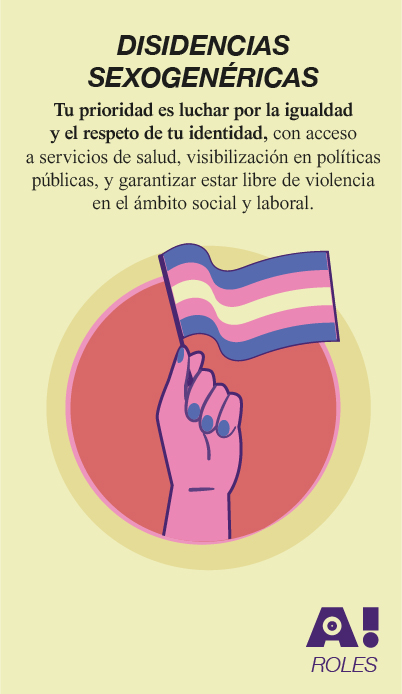 DISIDENCIAS
SEXOGENÉRICAS
Tu prioridad es luchar por la igualdad
y el respeto de tu identidad, con acceso
a servicios de salud, visibilización en políticas
públicas, y garantizar estar libre de violencia
en el ámbito social y laboral.
A!
ROLES